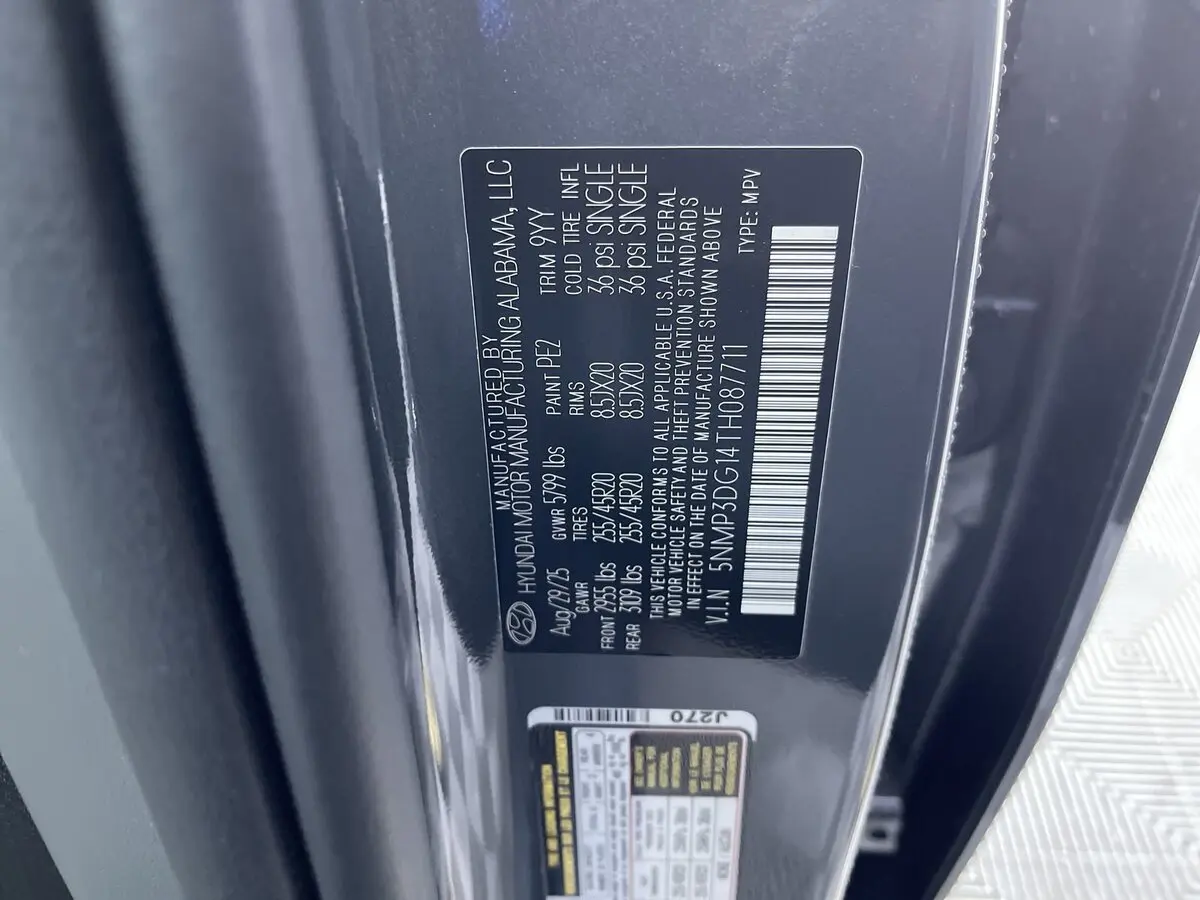 MANUFACTURED BY
HYUNDAI MOTOR MANUFACTURING ALABAMA, LLC
Aug/29/25 GVWR 5799 lbs PAINT PE2 TRIM 9YY
GAWR TIRES RIMS COLD TIRE INFL
FRONT 2955 lbs 255/45R20 8.5JX20 36 psi SINGLE
REAR 3109 lbs 255/45R20 8.5JX20 36 psi SINGLE
THIS VEHICLE CONFORMS TO ALL APPLICABLE U.S.A. FEDERAL
MOTOR VEHICLE SAFETY AND THEFT PREVENTION STANDARDS
IN EFFECT ON THE DATE OF MANUFACTURE SHOWN ABOVE
V.I.N 5NMP3DG14TH087711 TYPE: MPV
J270